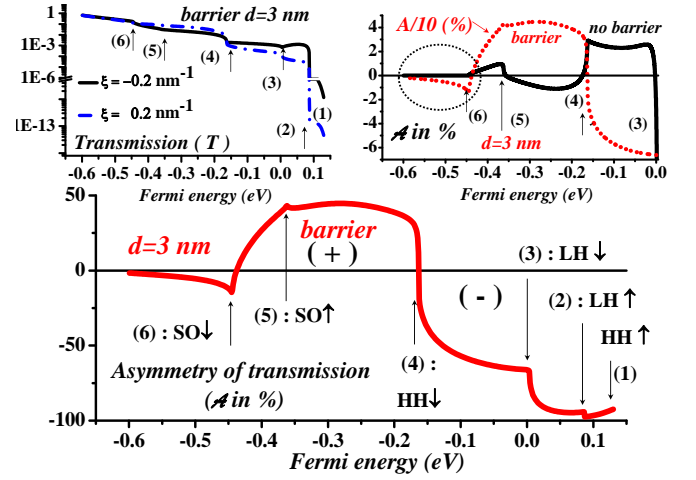 barrier d=3 nm
1
1E-3
1E-6
1E-13
(6)
(5)
(4)
(3)
(2)
(1)
ξ = −0.2 nm⁻¹
ξ = 0.2 nm⁻¹
Transmission ( T )
-0.6 -0.5 -0.4 -0.3 -0.2 -0.1 0.0 0.1
Fermi energy (eV)
A/10 (%)
barrier
no barrier
4
2
0
-2
-4
-6
(6)
(5)
(4)
(3)
𝒜 in %
d=3 nm
-0.6 -0.5 -0.4 -0.3 -0.2 -0.1 0.0
Fermi energy (eV)
50
0
-50
-100
d=3 nm
barrier
( + )
( - )
(3) : LH ↓
(2) : LH ↑
HH ↑
(1)
(5) : SO↑
(6) : SO↓
(4) :
HH↓
Asymmetry of transmission
(𝒜 in %)
-0.6 -0.5 -0.4 -0.3 -0.2 -0.1 0.0 0.1
Fermi energy (eV)